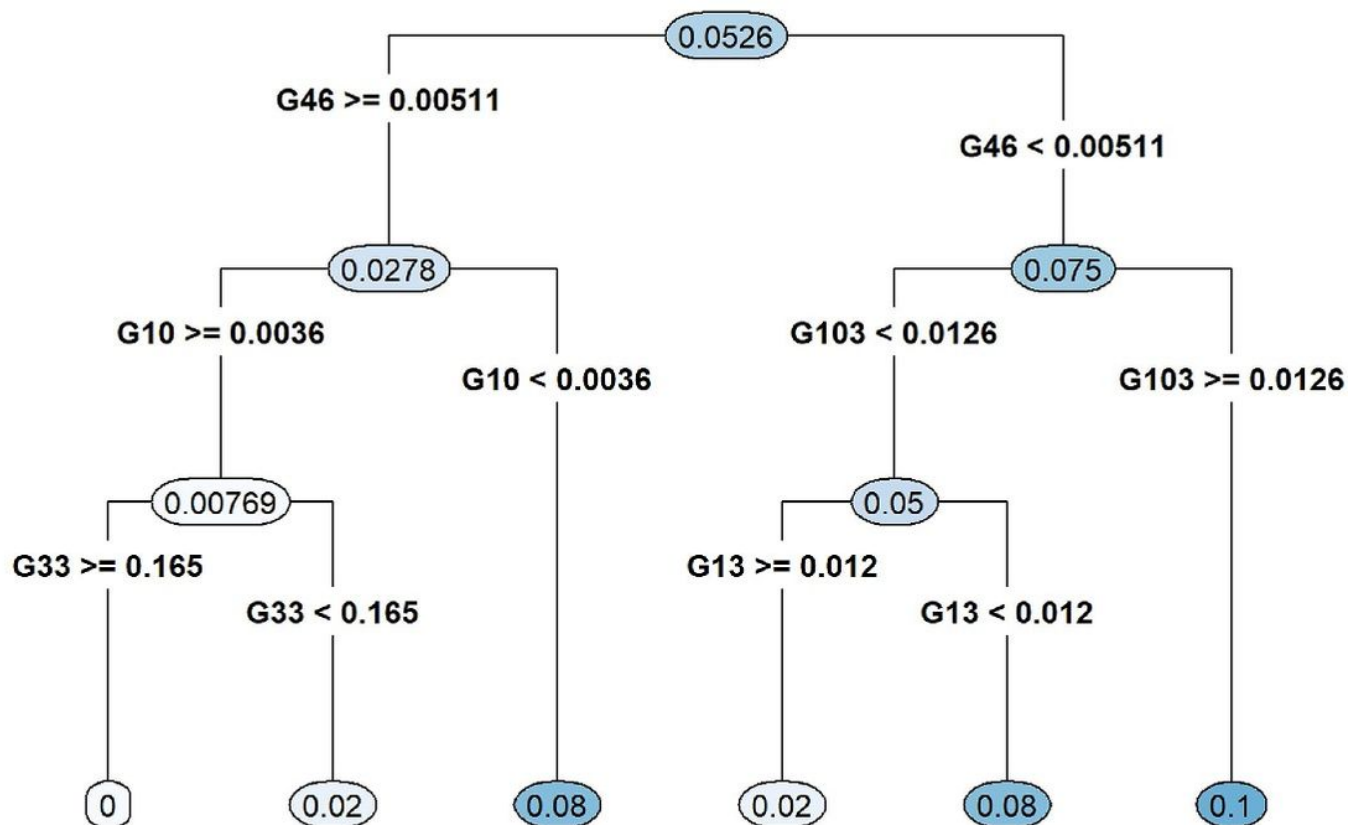 0.0526
G46 >= 0.00511
G46 < 0.00511
0.0278
0.075
G10 >= 0.0036
G103 < 0.0126
G10 < 0.0036
G103 >= 0.0126
0.00769
0.05
G33 >= 0.165
G13 >= 0.012
G33 < 0.165
G13 < 0.012
0
0.02
0.08
0.02
0.08
0.1